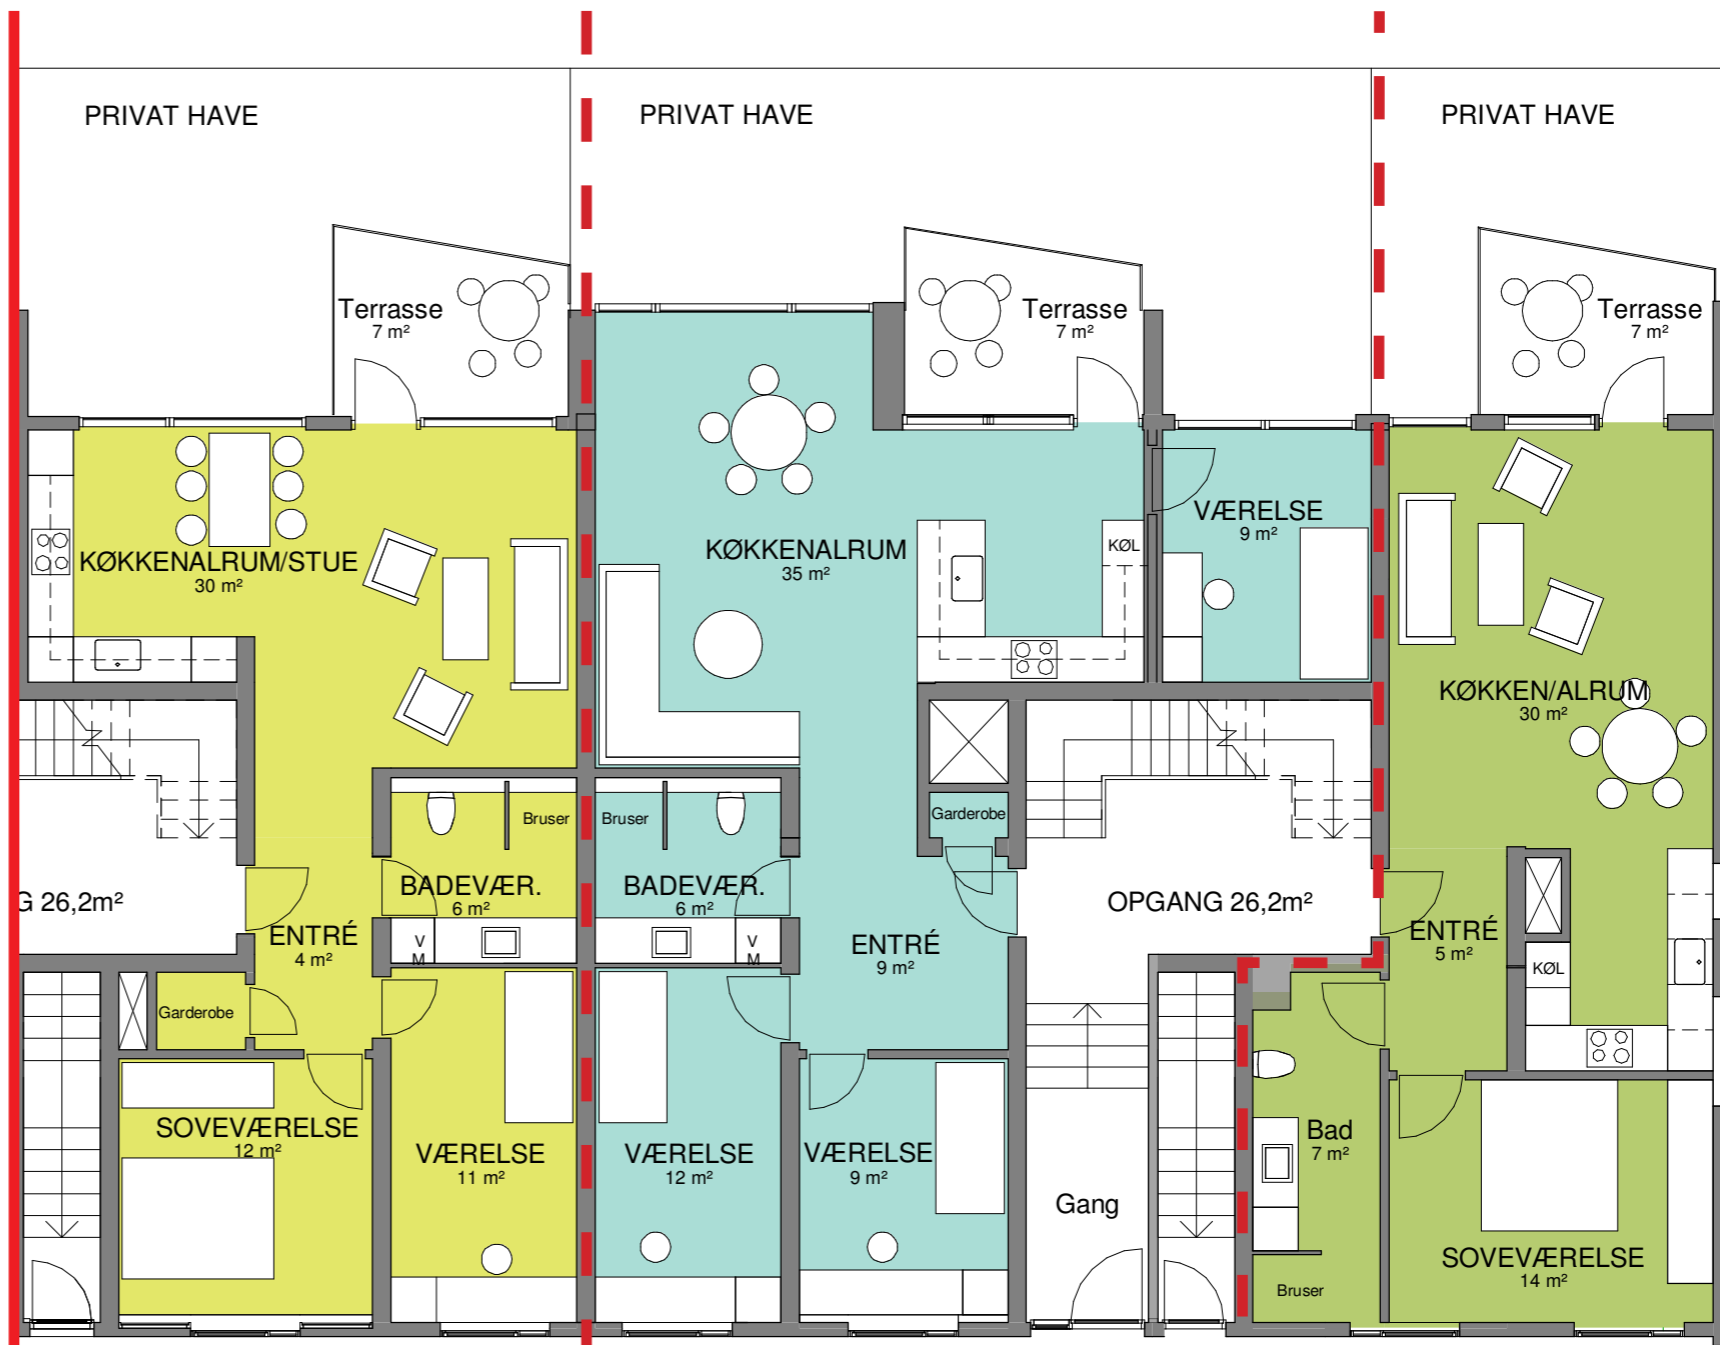 PRIVAT HAVE
PRIVAT HAVE
PRIVAT HAVE
Terrasse
7 m²
Terrasse
7 m²
Terrasse
7 m²
KØKKENALRUM/STUE
30 m²
KØKKENALRUM
35 m²
KØL
VÆRELSE
9 m²
KØKKEN/ALRUM
30 m²
Bruser
Bruser
Garderobe
BADEVÆR.
6 m²
BADEVÆR.
6 m²
G 26,2m²
OPGANG 26,2m²
ENTRÉ
4 m²
VM
VM
ENTRÉ
9 m²
ENTRÉ
5 m²
KØL
Garderobe
SOVEVÆRELSE
12 m²
VÆRELSE
11 m²
VÆRELSE
12 m²
VÆRELSE
9 m²
Bad
7 m²
Gang
SOVEVÆRELSE
14 m²
Bruser